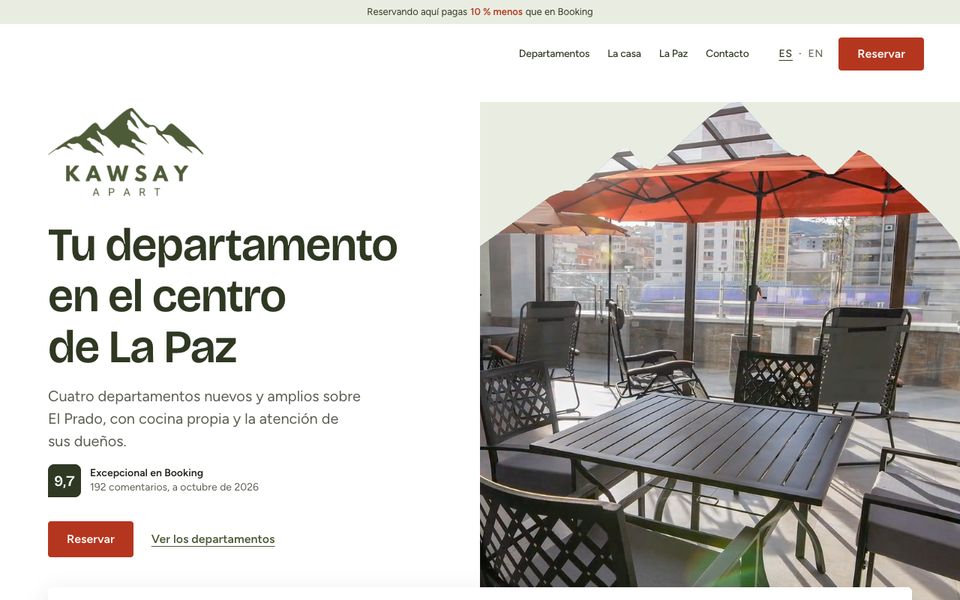 Reservando aquí pagas 10 % menos que en Booking
Departamentos La casa La Paz Contacto ES · EN Reservar
KAWSAY
APART
Tu departamento
en el centro
de La Paz
Cuatro departamentos nuevos y amplios sobre
El Prado, con cocina propia y la atención de
sus dueños.
9,7
Excepcional en Booking
192 comentarios, a octubre de 2026
Reservar
Ver los departamentos